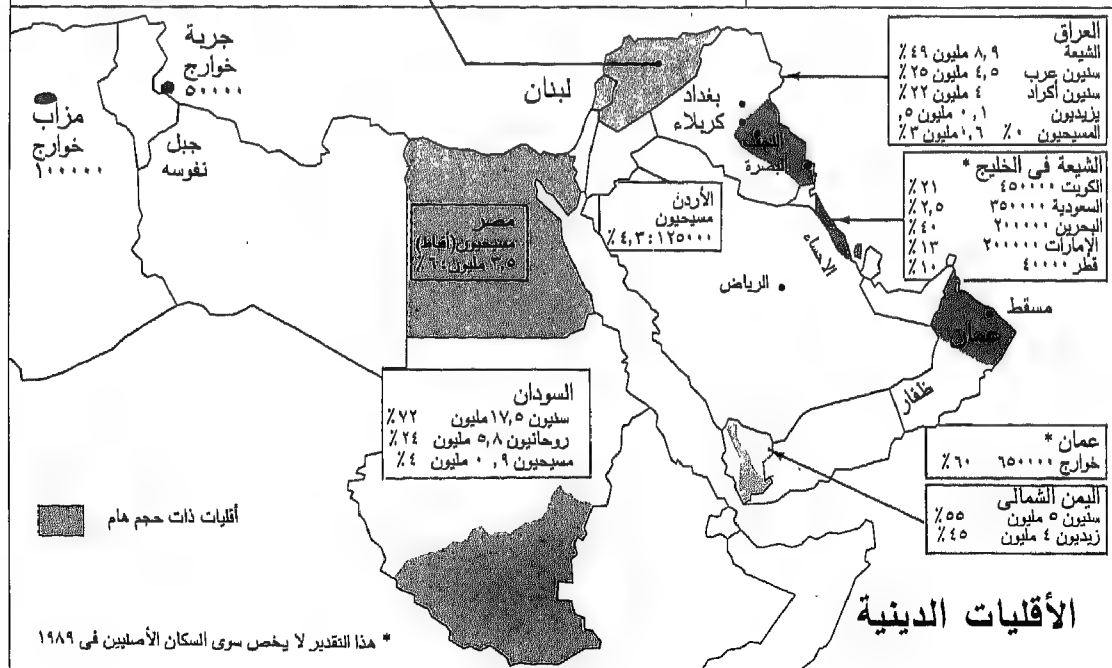 العراق
الشيعة ٨,٩ مليون ٤٩٪
سنيون عرب ٤,٥ مليون ٢٥٪
سنيون أكراد ٤ مليون ٢٢٪
يزيديون ٠,١ مليون ٥,
المسيحيون ٠٪ ١,٦ مليون ٣٪
الشيعة فى الخليج *
الكويت ٤٥٠٠٠٠ ٢١٪
السعودية ٣٥٠٠٠٠ ٢,٥٪
البحرين ٢٠٠٠٠٠ ٤٠٪
الإمارات ٢٠٠٠٠٠ ١٣٪
قطر ٤٠٠٠٠ ١٠٪
لبنان
بغداد
كربلاء
النجف
البصرة
الأردن
مسيحيون
١٢٥٠٠٠ : ٤,٣٪
الاحساء
الرياض
مسقط
عمان
ظفار
جربة
خوارج
٥٠٠٠٠
مزاب
خوارج
١٠٠٠٠٠
جبل
نفوسه
مصر
مسيحيون (أقباط)
٣,٥ مليون : ٦٪
السودان
سنيون ١٧,٥ مليون ٧٢٪
روحانيون ٥,٨ مليون ٢٤٪
مسيحيون ٠,٩ مليون ٤٪
عمان *
خوارج ٦٥٠٠٠٠ ٦٠٪
اليمن الشمالى
سنيون ٥ مليون ٥٥٪
زيديون ٤ مليون ٤٥٪
أقليات ذات حجم هام
الأقليات الدينية
* هذا التقدير لا يخص سوى السكان الأصليين فى ١٩٨٩